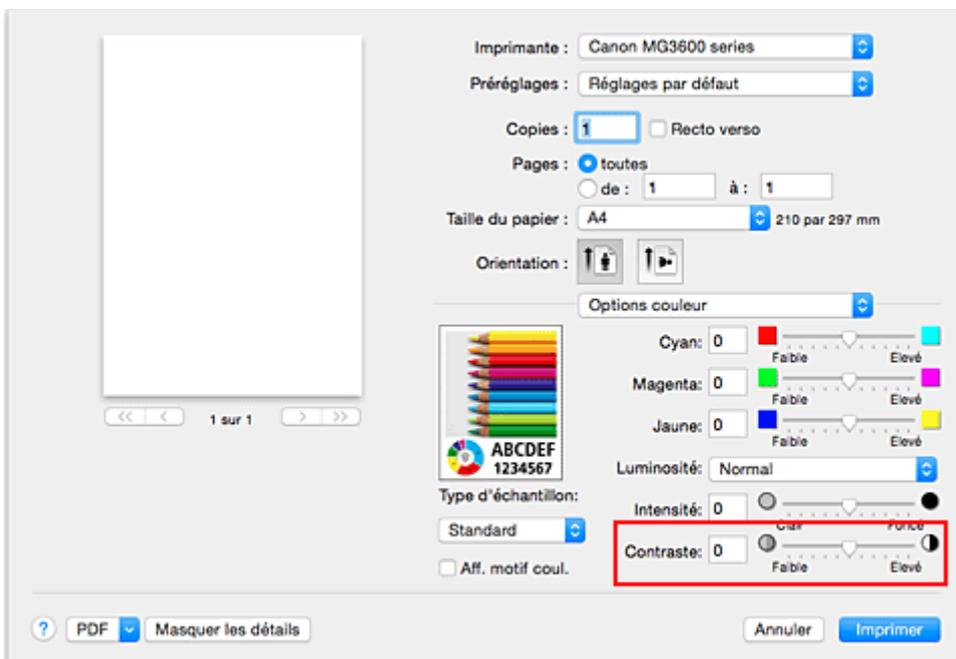 Imprimante : Canon MG3600 series
Préréglages : Réglages par défaut
Copies : 1 Recto verso
Pages : toutes
de : 1 à : 1
Taille du papier : A4 210 par 297 mm
Orientation :
Options couleur
Cyan: 0
Faible Elevé
Magenta: 0
Faible Elevé
Jaune: 0
Faible Elevé
1 sur 1
ABCDEF
1234567
Luminosité: Normal
Type d'échantillon:
Intensité: 0
Clair Foncé
Standard
Contraste: 0
Faible Elevé
Aff. motif coul.
? PDF Masquer les détails Annuler Imprimer